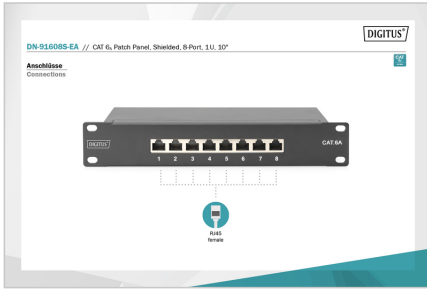 DIGITUS®
DN-91608S-EA // CAT 6A Patch Panel, Shielded, 8-Port, 1U, 10"
CAT
Anschlüsse
Connections
DIGITUS
CAT 6A
1 2 3 4 5 6 7 8
RJ45
female